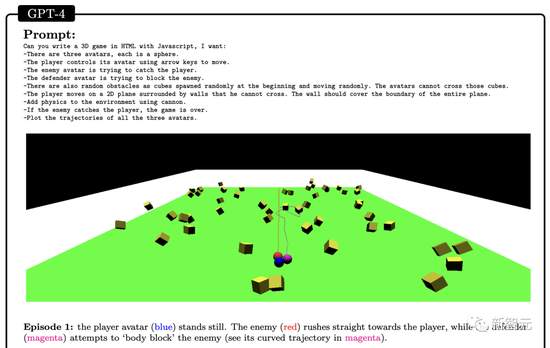 GPT-4
Prompt:
Can you write a 3D game in HTML with Javascript, I want:
-There are three avatars, each is a sphere.
-The player controls its avatar using arrow keys to move.
-The enemy avatar is trying to catch the player.
-The defender avatar is trying to block the enemy.
-There are also random obstacles as cubes spawned randomly at the beginning and moving randomly. The avatars cannot cross those cubes.
-The player moves on a 2D plane surrounded by walls that he cannot cross. The wall should cover the boundary of the entire plane.
-Add physics to the environment using cannon.
-If the enemy catches the player, the game is over.
-Plot the trajectories of all the three avatars.
Episode 1: the player avatar (blue) stands still. The enemy (red) rushes straight towards the player, while
(magenta) attempts to ‘body block’ the enemy (see its curved trajectory in magenta).
新智元